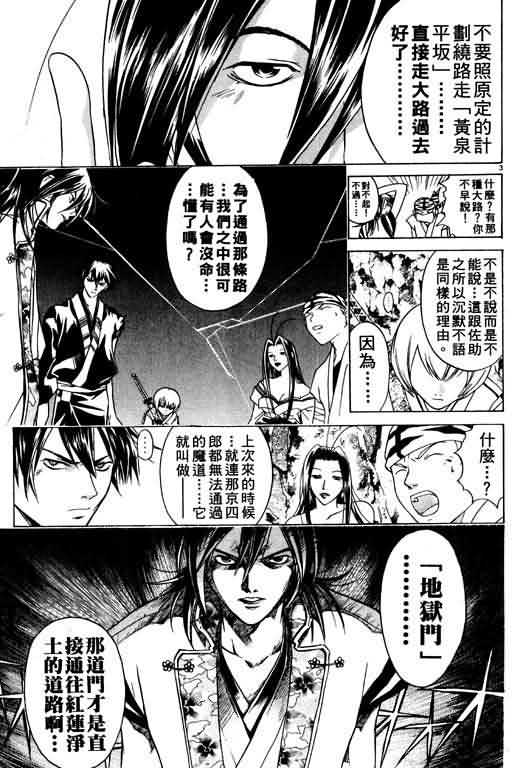 不要照原定的計
劃繞路走「黃泉
平坂」………
直接走大路過去
好了………
3
什麼?有那
種大路?你
不早說!
對不起!
不過……
不是不說而是不
能說…這跟佐助
之所以沉默不語
是同樣的理由。
因為……
為了通過那條路
…我們之中很可
能有人會沒命…
…懂了嗎?
什麼…?
上次來的時候
…就連那京四
郎都無法通過
的魔道……它
就叫做——
……
「地獄門」
…………
那道門才是直
接通往紅蓮淨
土的道路啊…